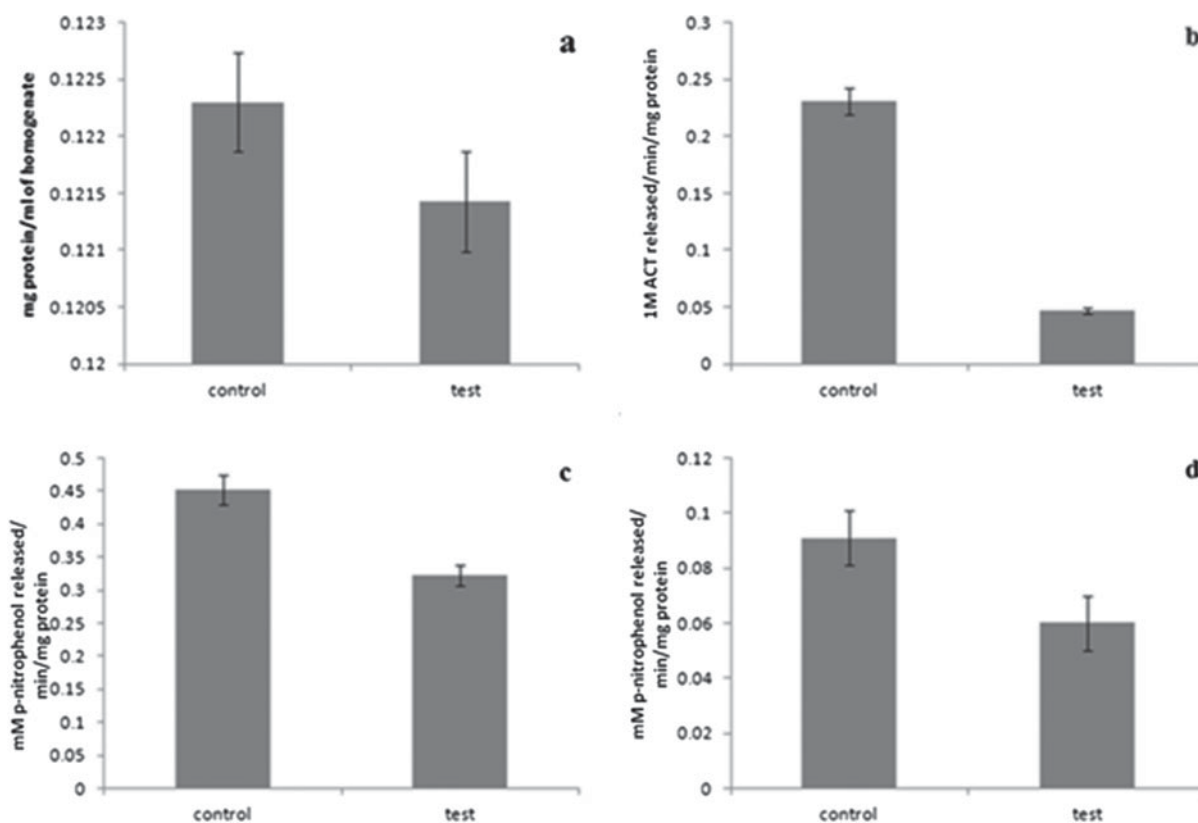 a
mg protein/ml of homogenate
0.123
0.1225
0.122
0.1215
0.121
0.1205
0.12
control test
b
1M ACT released/min/mg protein
0.3
0.25
0.2
0.15
0.1
0.05
0
control test
c
mM p-nitrophenol released/
min/mg protein
0.5
0.45
0.4
0.35
0.3
0.25
0.2
0.15
0.1
0.05
0
control test
d
mM p-nitrophenol released/
min/mg protein
0.12
0.1
0.08
0.06
0.04
0.02
0
control test